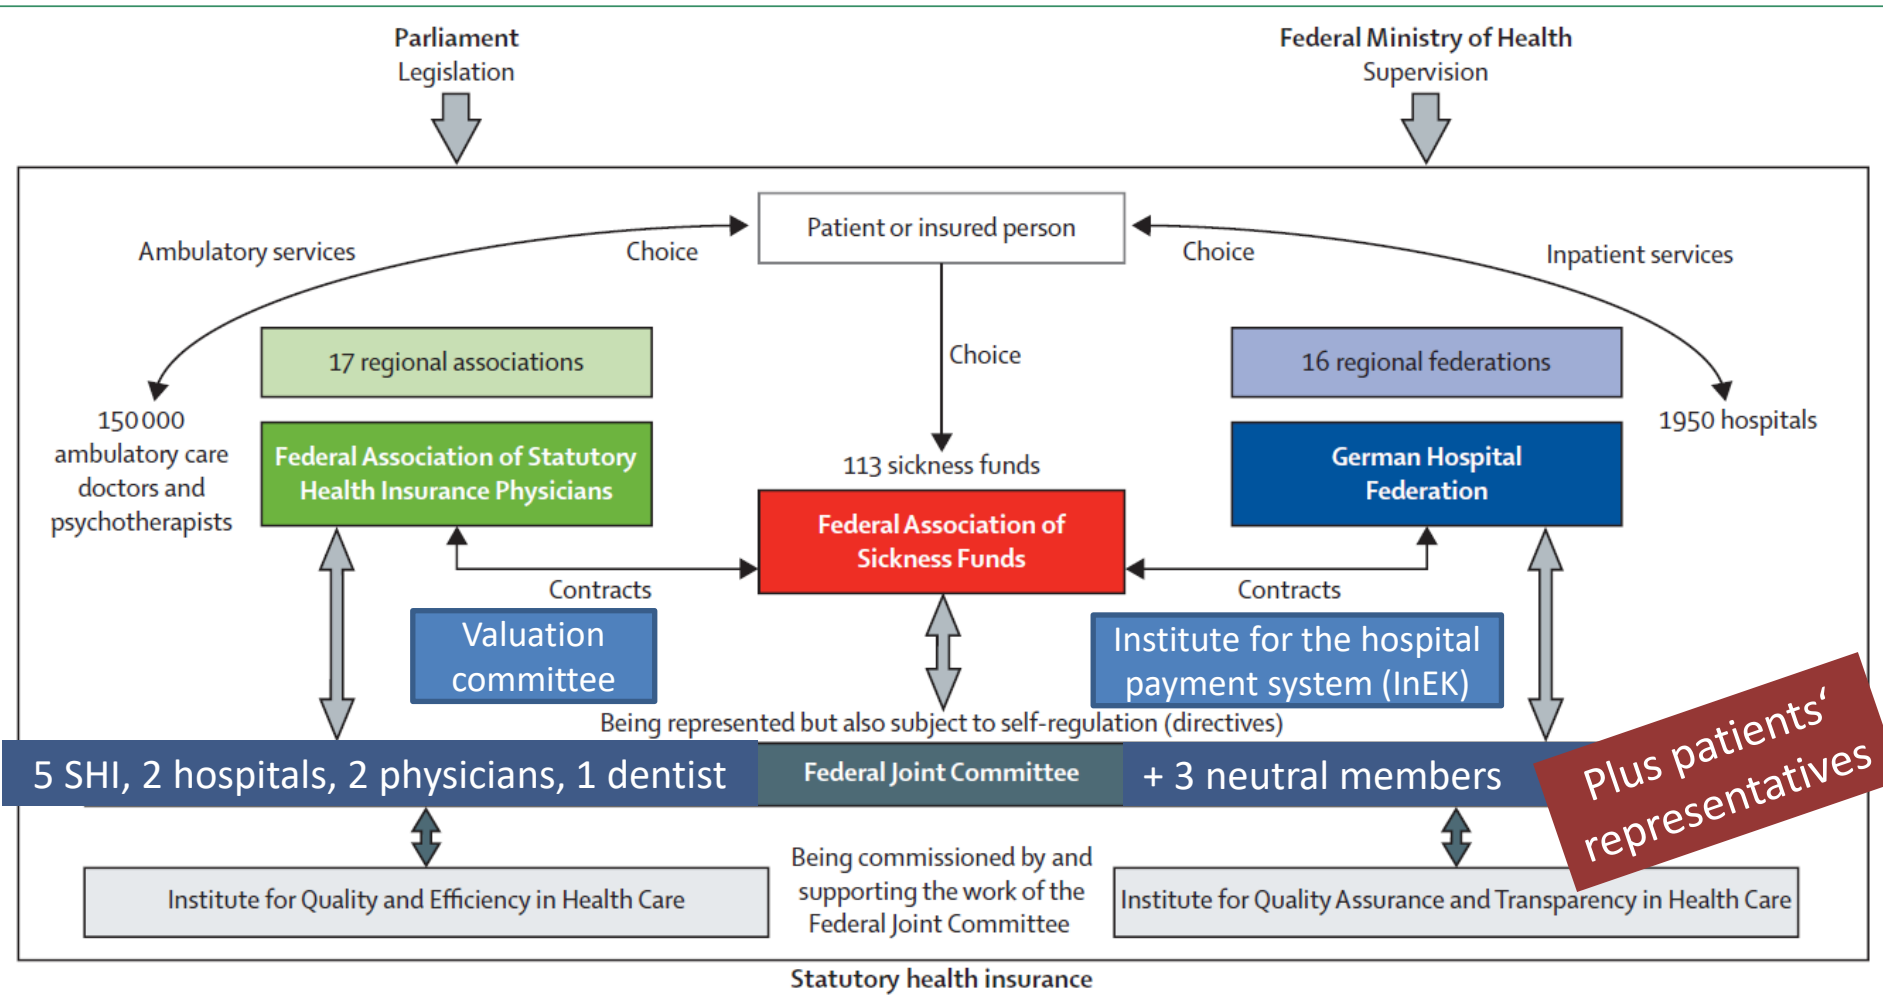 Parliament
Legislation
Federal Ministry of Health
Supervision
Patient or insured person
Ambulatory services
Choice
Choice
Inpatient services
17 regional associations
Choice
16 regional federations
150 000
ambulatory care
doctors and
psychotherapists
Federal Association of Statutory
Health Insurance Physicians
113 sickness funds
German Hospital
Federation
1950 hospitals
Federal Association of
Sickness Funds
Contracts
Contracts
Valuation
committee
Institute for the hospital
payment system (InEK)
Being represented but also subject to self-regulation (directives)
5 SHI, 2 hospitals, 2 physicians, 1 dentist
Federal Joint Committee
+ 3 neutral members
Plus patients‘
representatives
Being commissioned by and
supporting the work of the
Federal Joint Committee
Institute for Quality and Efficiency in Health Care
Institute for Quality Assurance and Transparency in Health Care
Statutory health insurance